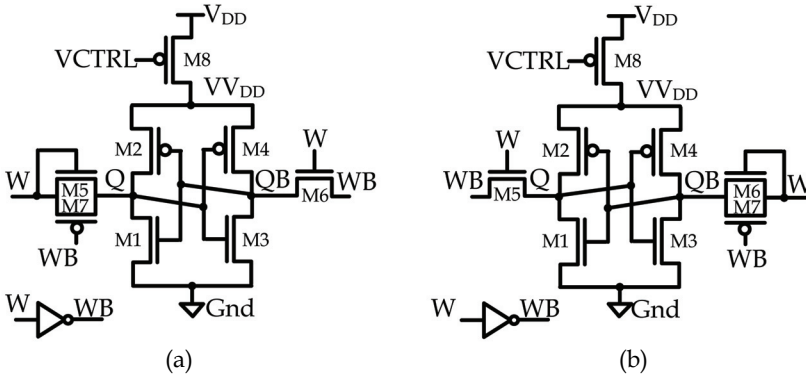 VDD
VCTRL
M8
VVDD
M2
M4
W
W
M5
M7
Q
QB
M6
WB
WB
M1
M3
W
WB
Gnd
(a)
VDD
VCTRL
M8
VVDD
M2
M4
W
WB
M5
Q
QB
M6
M7
W
M1
M3
WB
W
WB
Gnd
(b)